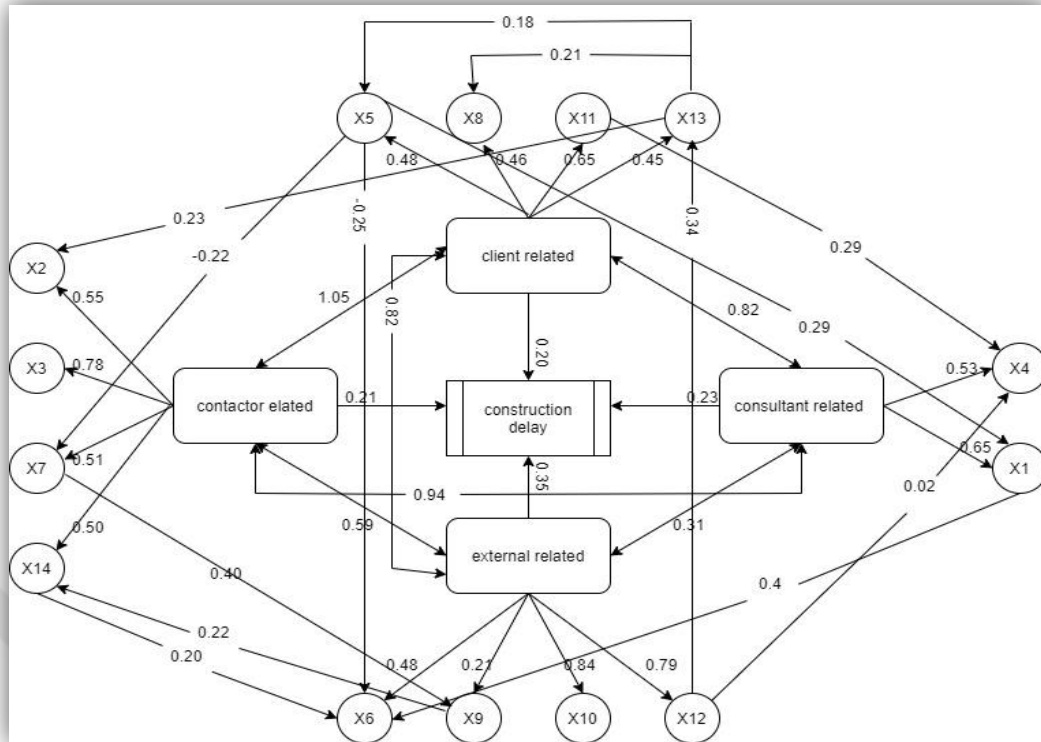 0.18
0.21
X5
X8
X11
X13
0.48
0.46
0.65
0.45
0.23
-0.25
0.34
X2
-0.22
client related
0.29
0.55
1.05
0.82
0.82
0.29
X3
0.78
0.20
0.53
X4
contactor elated
0.21
construction
delay
0.23
consultant related
X7
0.51
0.65
X1
0.35
0.94
0.02
0.50
0.59
0.31
X14
0.40
external related
0.4
0.22
0.20
0.48
0.21
0.84
0.79
X6
X9
X10
X12